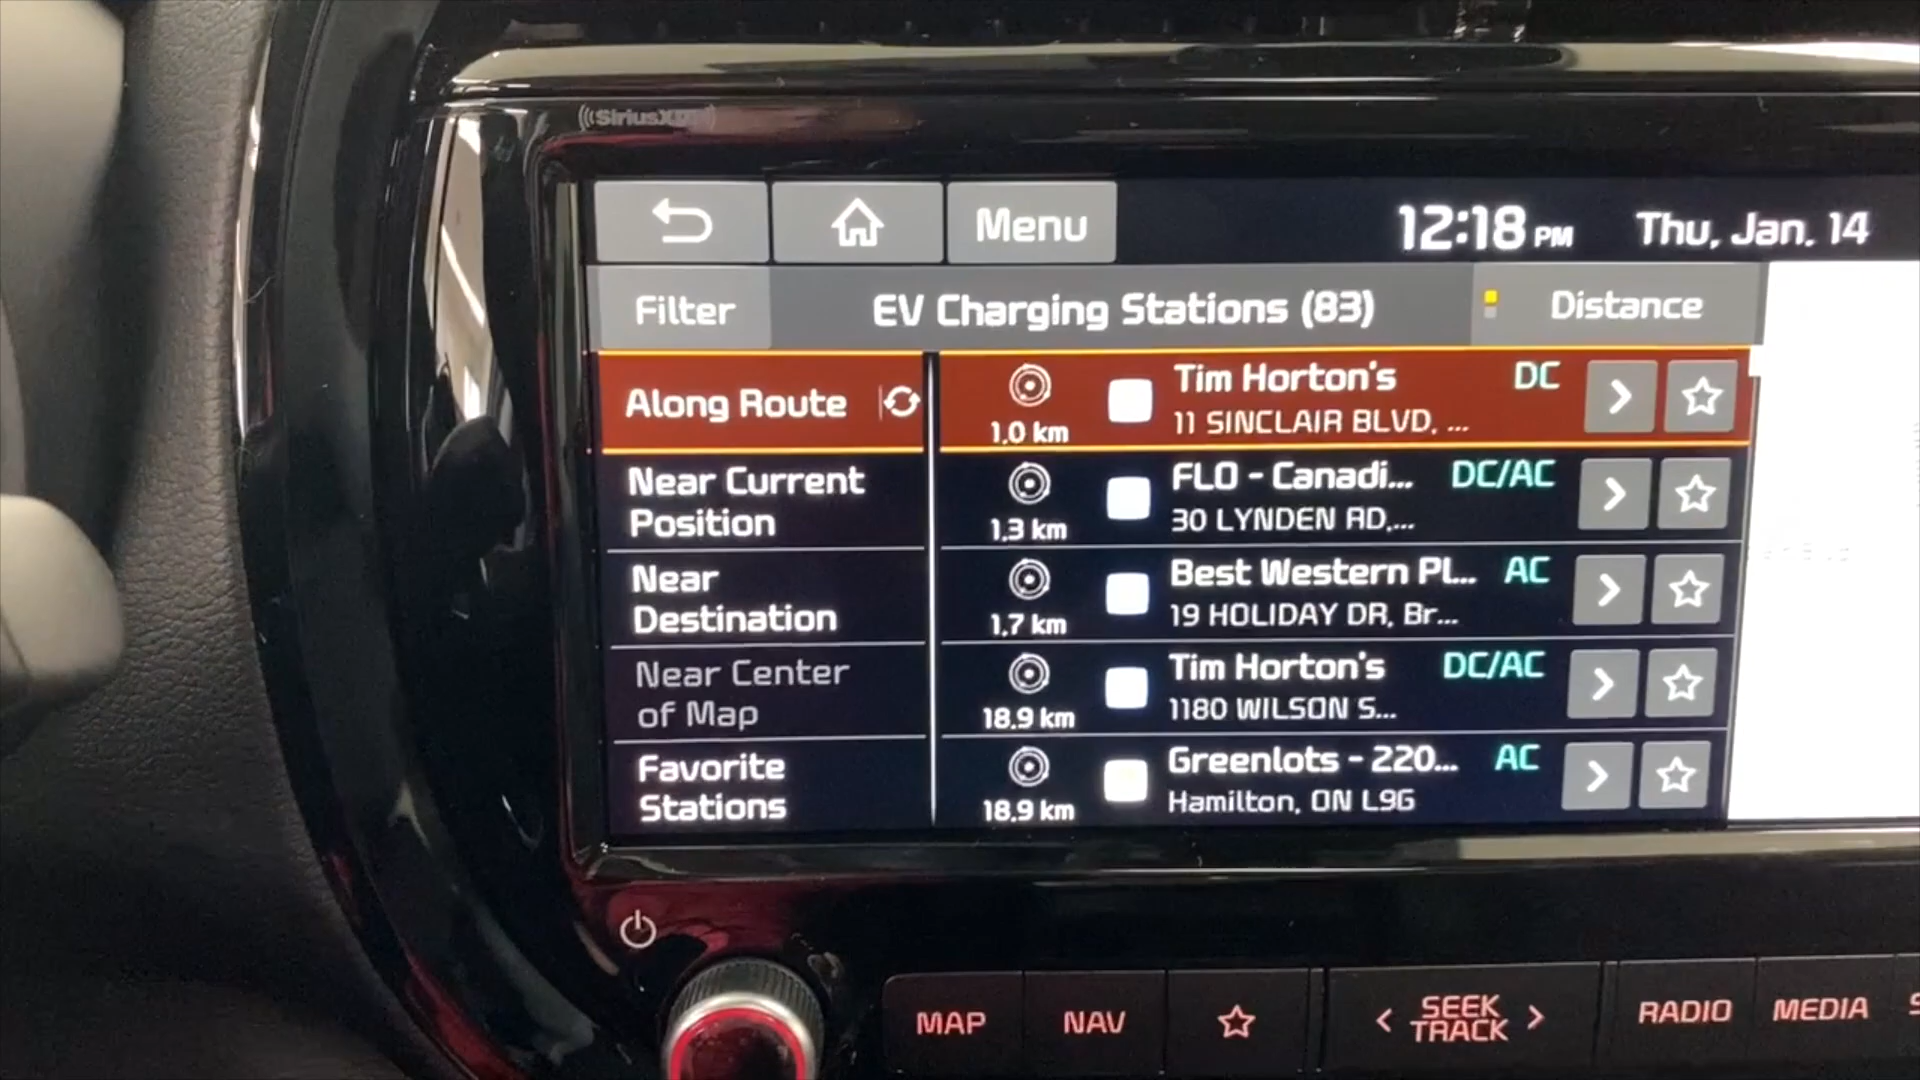 SiriusXM
Menu
12:18 PM
Thu, Jan. 14
Filter
EV Charging Stations (83)
Distance
Along Route
1.0 km
Tim Horton's
DC
11 SINCLAIR BLVD, ...
Near Current
Position
1.3 km
FLO - Canadi...
DC/AC
30 LYNDEN RD,...
Near
Destination
1.7 km
Best Western Pl...
AC
19 HOLIDAY DR, Br...
Near Center
of Map
18.9 km
Tim Horton's
DC/AC
1180 WILSON S...
Favorite
Stations
18.9 km
Greenlots - 220...
AC
Hamilton, ON L9G
MAP
NAV
< SEEK >
TRACK
RADIO
MEDIA